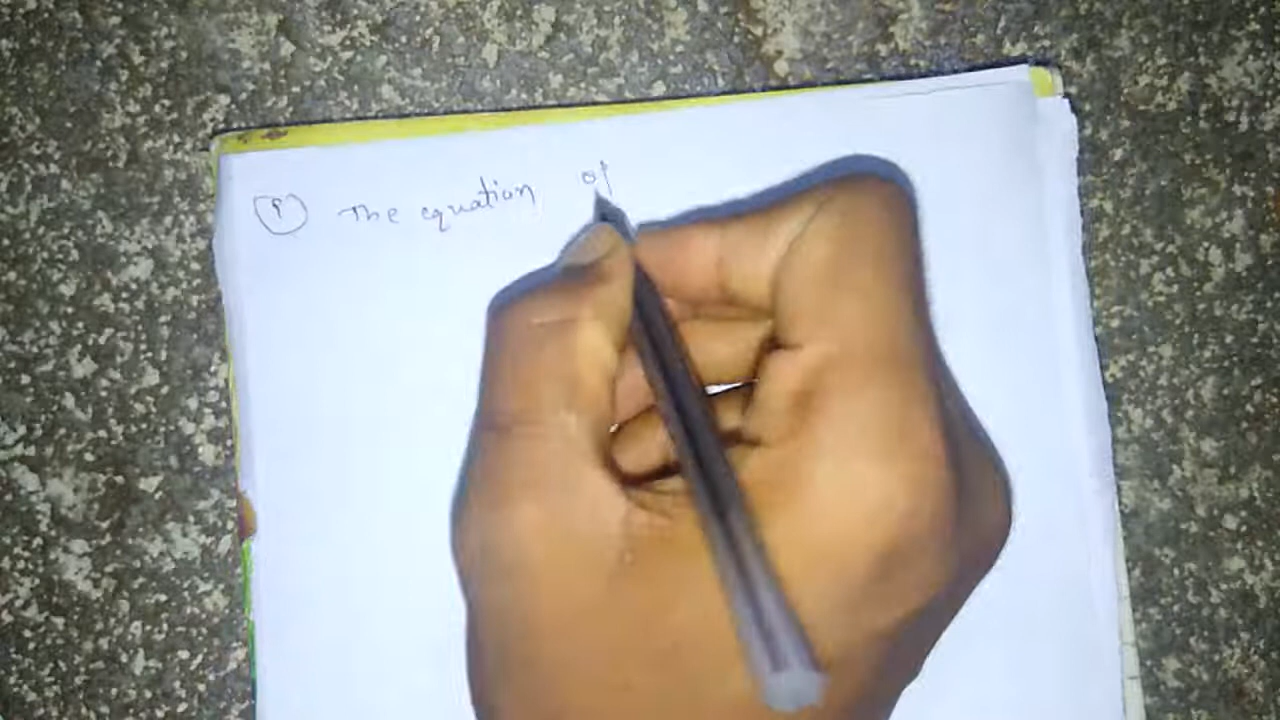 (9) The equation of